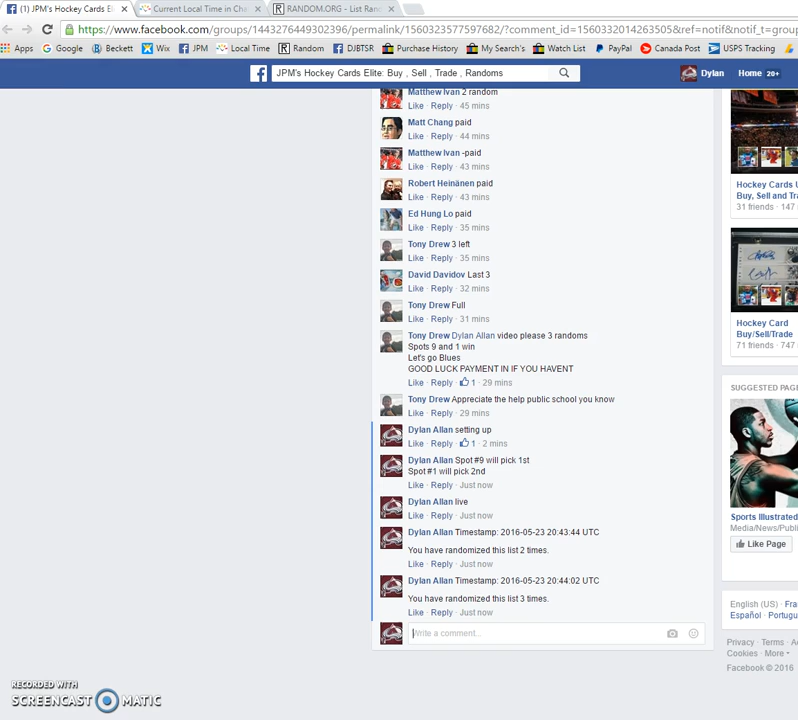 (1) JPM's Hockey Cards El
Current Local Time in Cha
RANDOM.ORG - List Ran
https://www.facebook.com/groups/1443276449302396/permalink/1560323577597682/?comment_id=1560332014263505&ref=notif&notif_t=group
Apps Google Beckett Wix JPM Local Time Random DJBTSR Purchase History My Search's Watch List PayPal Canada Post USPS Tracking
JPM's Hockey Cards Elite: Buy , Sell , Trade , Randoms
Dylan Home 20+
Matthew Ivan 2 random
Like · Reply · 45 mins
Matt Chang paid
Like · Reply · 44 mins
Matthew Ivan -paid
Like · Reply · 43 mins
Robert Heinänen paid
Like · Reply · 43 mins
Ed Hung Lo paid
Like · Reply · 35 mins
Tony Drew 3 left
Like · Reply · 35 mins
David Davidov Last 3
Like · Reply · 32 mins
Tony Drew Full
Like · Reply · 31 mins
Tony Drew Dylan Allan video please 3 randoms
Spots 9 and 1 win
Let's go Blues
GOOD LUCK PAYMENT IN IF YOU HAVENT
Like · Reply · 1 · 29 mins
Tony Drew Appreciate the help public school you know
Like · Reply · 29 mins
Dylan Allan setting up
Like · Reply · 1 · 2 mins
Dylan Allan Spot #9 will pick 1st
Spot #1 will pick 2nd
Like · Reply · Just now
Dylan Allan live
Like · Reply · Just now
Dylan Allan Timestamp: 2016-05-23 20:43:44 UTC
You have randomized this list 2 times.
Like · Reply · Just now
Dylan Allan Timestamp: 2016-05-23 20:44:02 UTC
You have randomized this list 3 times.
Like · Reply · Just now
Write a comment...
Hockey Cards U
Buy, Sell and Tra
31 friends · 147
Hockey Card
Buy/Sell/Trade
71 friends · 747
SUGGESTED PAG
Sports Illustrated
Media/News/Publi
Like Page
English (US) · Fra
Español · Portugu
Privacy · Terms · A
Cookies · More
Facebook © 2016
RECORDED WITH
SCREENCAST MATIC